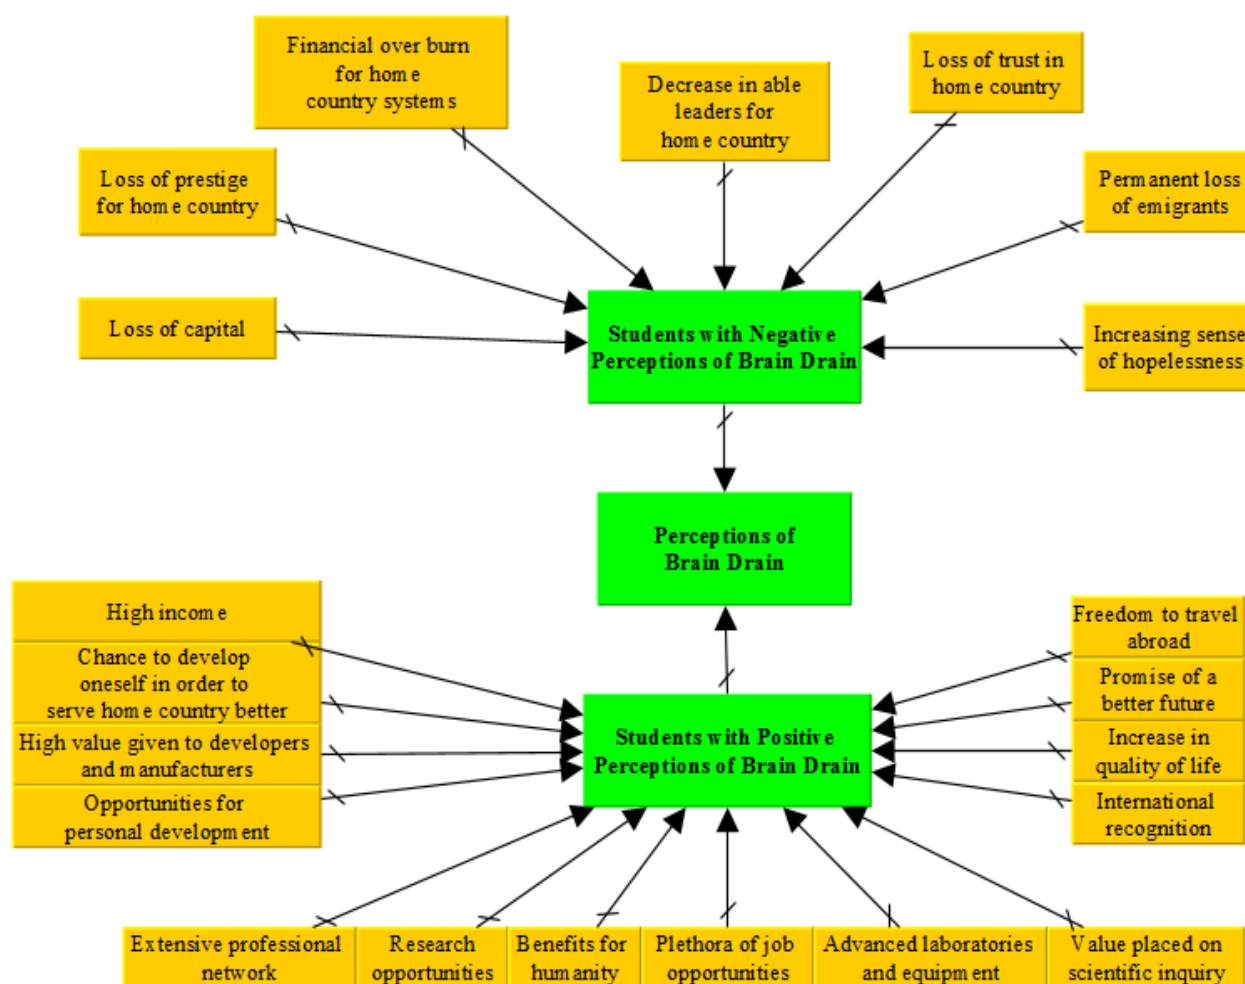 Financial over burn
for home
country systems
Decrease in able
leaders for
home country
Loss of trust in
home country
Loss of prestige
for home country
Permanent loss
of emigrants
Loss of capital
Students with Negative
Perceptions of Brain Drain
Increasing sense
of hopelessness
Perceptions of
Brain Drain
High income
Chance to develop
oneself in order to
serve home country better
High value given to developers
and manufacturers
Opportunities for
personal development
Students with Positive
Perceptions of Brain Drain
Freedom to travel
abroad
Promise of a
better future
Increase in
quality of life
International
recognition
Extensive professional
network
Research
opportunities
Benefits for
humanity
Plethora of job
opportunities
Advanced laboratories
and equipment
Value placed on
scientific inquiry